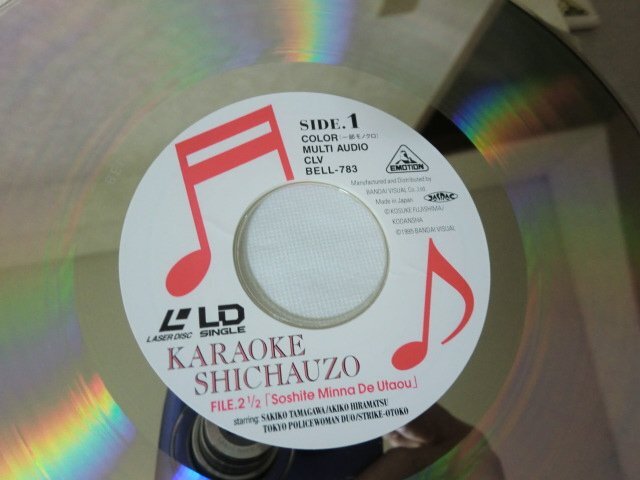 SIDE.1
COLOR(一部モノクロ)
MULTI AUDIO
CLV
BELL-783
EMOTION
Manufactured and Distributed by
BANDAI VISUAL Co., Ltd.
Made in Japan
JASRAC
© KOSUKE FUJISHIMA/
KODANSHA
© 1995 BANDAI VISUAL
LASER DISC
LD
SINGLE
KARAOKE
SHICHAUZO
FILE.2 1/2「Soshite Minna De Utaou」
starring: SAKIKO TAMAGAWA/AKIKO HIRAMATSU
TOKYO POLICEWOMAN DUO/STRIKE-OTOKO